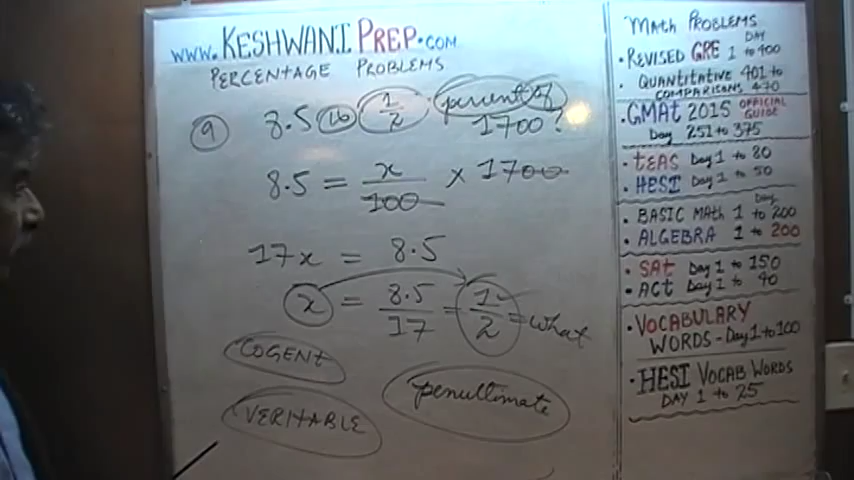 www.KESHWANI PREP.COM
PERCENTAGE PROBLEMS
9 8.5 is 1/2 percent of
1700?
8.5 = x/100 × 1700
17x = 8.5
x = 8.5/17 = 1/2 = what
COGENT
VERITABLE
penultimate
MATH PROBLEMS
DAY
• REVISED GRE 1 to 400
• QUANTITATIVE 401 to
COMPARISONS 470
• GMAT 2015 OFFICIAL
GUIDE
Day 251 to 375
• TEAS Day 1 to 80
• HESI Day 1 to 50
Day
• BASIC MATH 1 to 200
• ALGEBRA 1 to 200
• SAT Day 1 to 150
• ACT Day 1 to 40
• VOCABULARY
WORDS - Day 1 to 100
• HESI VOCAB WORDS
DAY 1 to 25